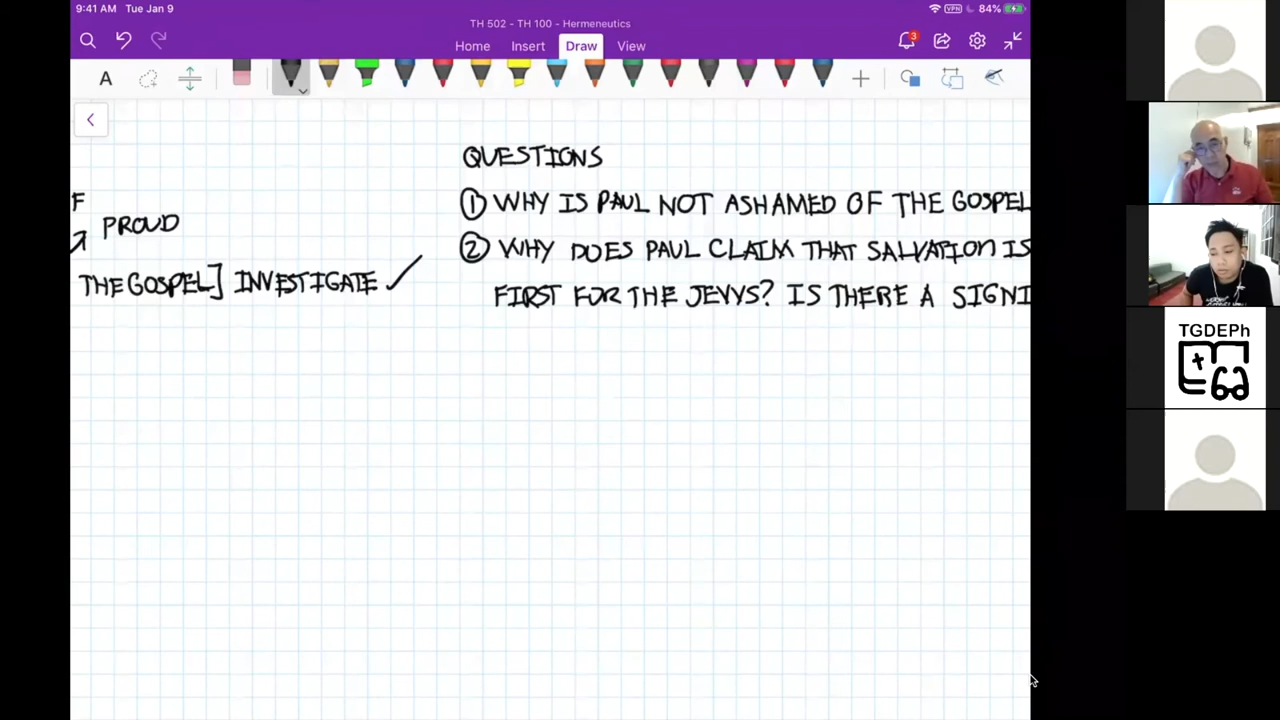 9:41 AM Tue Jan 9
84%
VPN
TH 502 - TH 100 - Hermeneutics
Home Insert Draw View
3
A
F
PROUD
THE GOSPEL] INVESTIGATE ✓
QUESTIONS
① WHY IS PAUL NOT ASHAMED OF THE GOSPEL
② WHY DOES PAUL CLAIM THAT SALVATION IS
FIRST FOR THE JEWS? IS THERE A SIGNI
TGDEPh